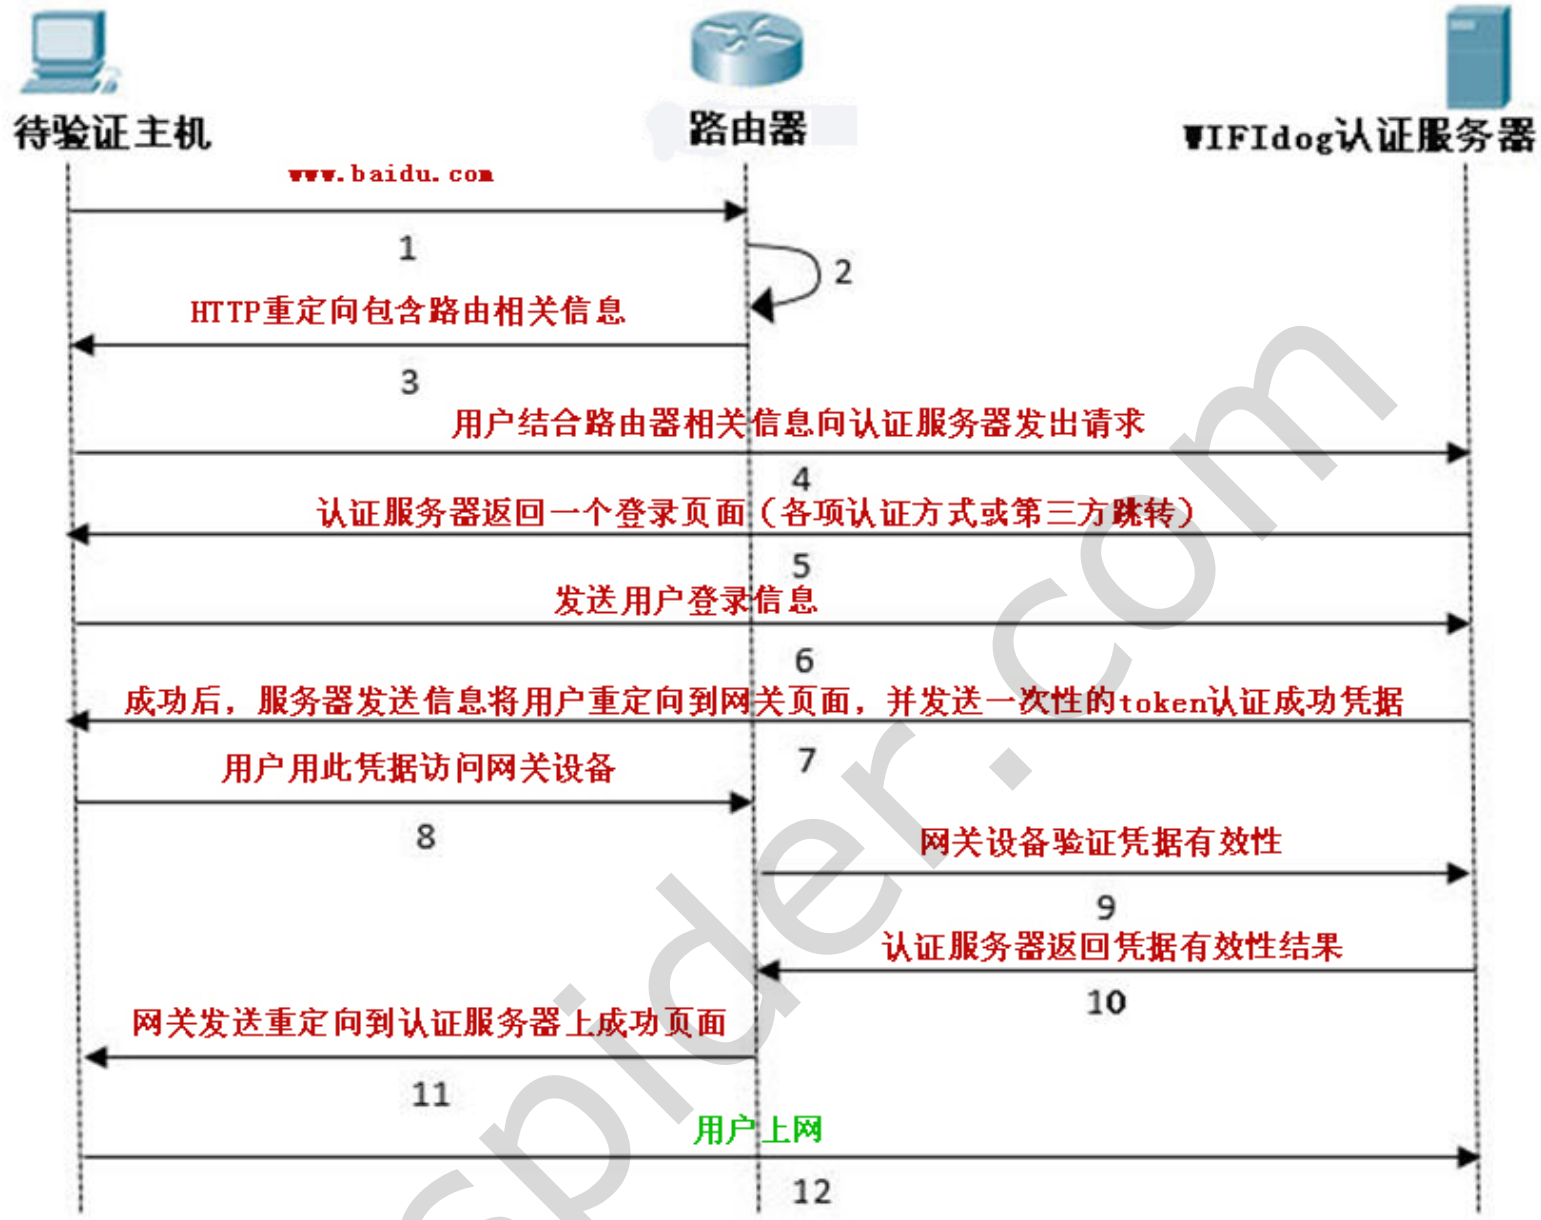 待验证主机
路由器
WIFIdog认证服务器
www.baidu.com
1
2
HTTP重定向包含路由相关信息
3
用户结合路由器相关信息向认证服务器发出请求
4
认证服务器返回一个登录页面（各项认证方式或第三方跳转）
5
发送用户登录信息
6
成功后，服务器发送信息将用户重定向到网关页面，并发送一次性的token认证成功凭据
7
用户用此凭据访问网关设备
8
网关设备验证凭据有效性
9
认证服务器返回凭据有效性结果
10
网关发送重定向到认证服务器上成功页面
11
用户上网
12
spider.com